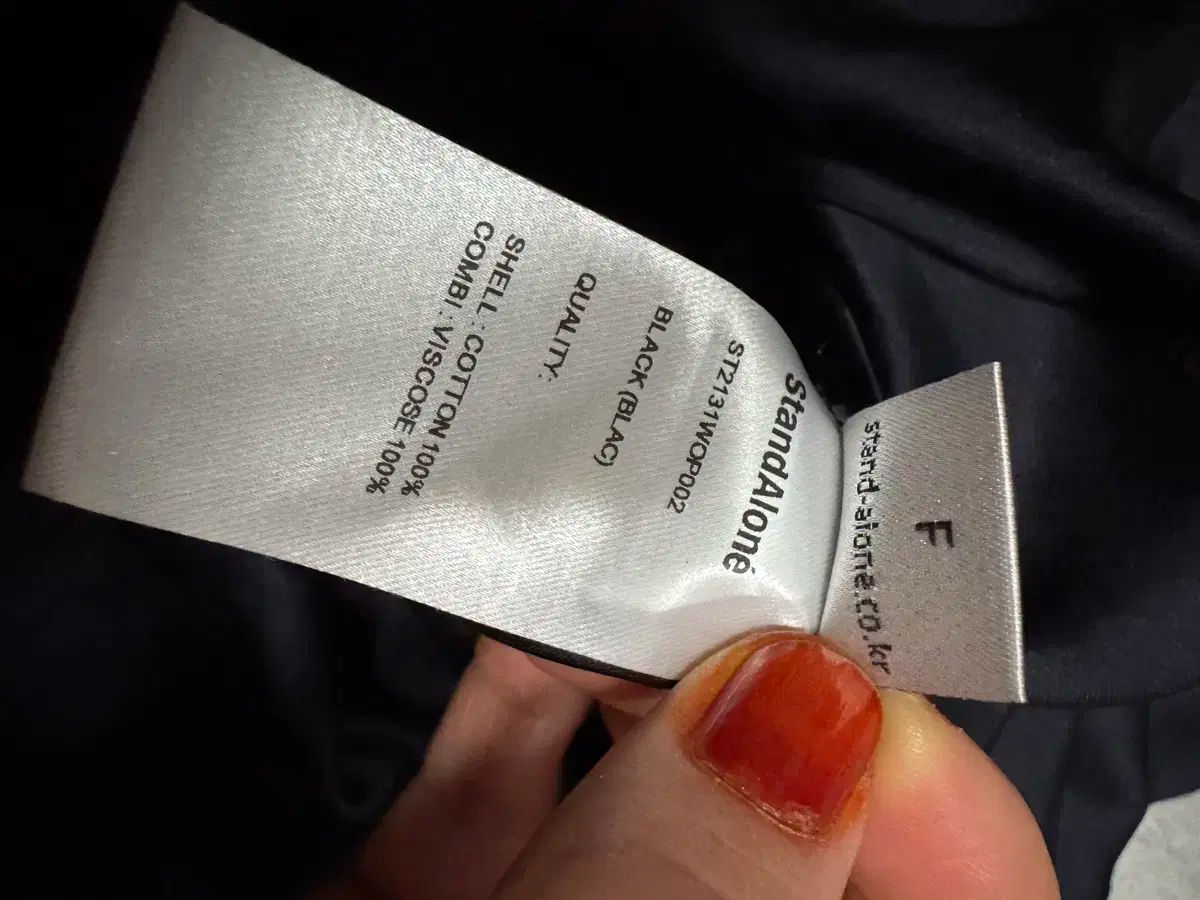 StandAloné
ST2131WOP002
BLACK (BLAC)
QUALITY:
SHELL : COTTON 100%
COMBI : VISCOSE 100%
F
stand-alone.co.kr